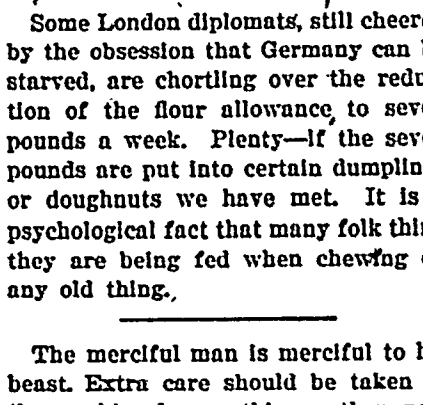 Some London diplomats, still cheer
by the obsession that Germany can
starved, are chortling over the redu
tion of the flour allowance, to seve
pounds a week. Plenty—if the seve
pounds are put into certain dumplin
or doughnuts we have met. It is
psychological fact that many folk thin
they are being fed when chewing
any old thing.,
The merciful man is merciful to h
beast. Extra care should be taken